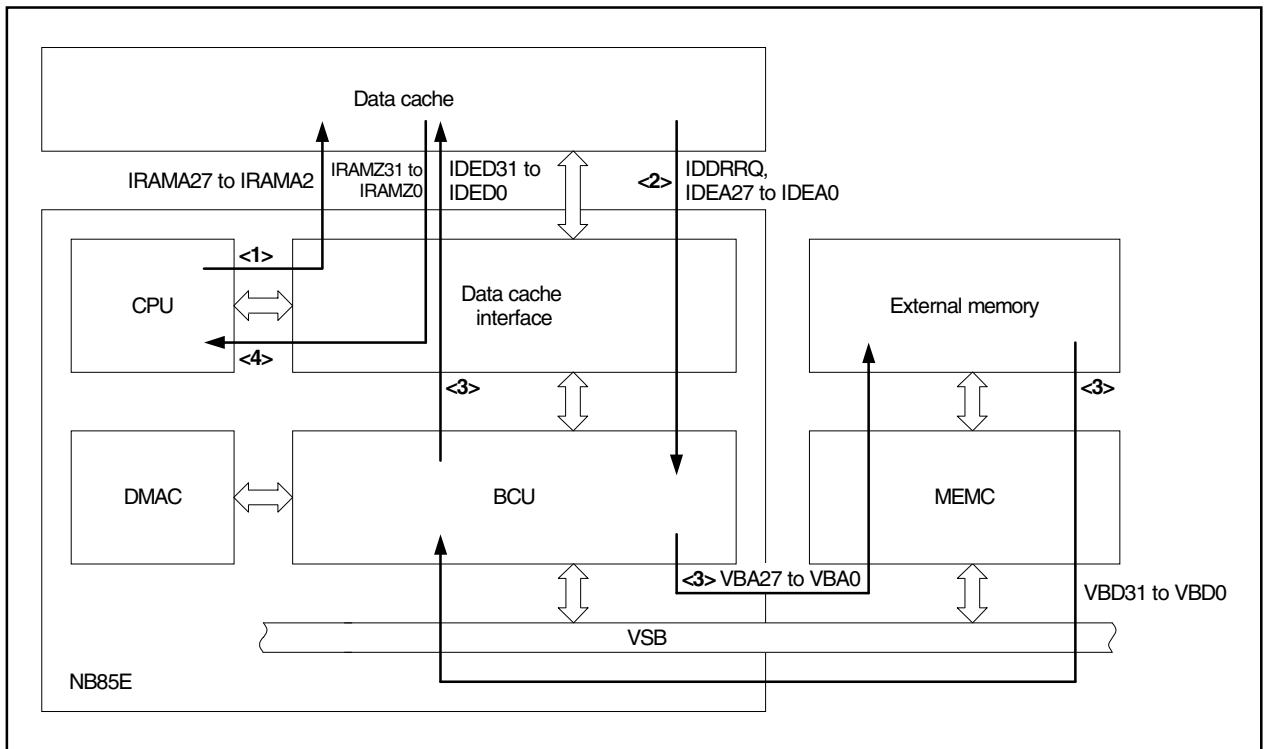 Data cache
IRAMA27 to IRAMA2
IRAMZ31 to
IRAMZ0
IDED31 to
IDED0
<2>
IDDRRQ,
IDEA27 to IDEA0
<1>
CPU
Data cache
interface
External memory
<4>
<3>
<3>
DMAC
BCU
MEMC
<3> VBA27 to VBA0
VBD31 to VBD0
VSB
NB85E